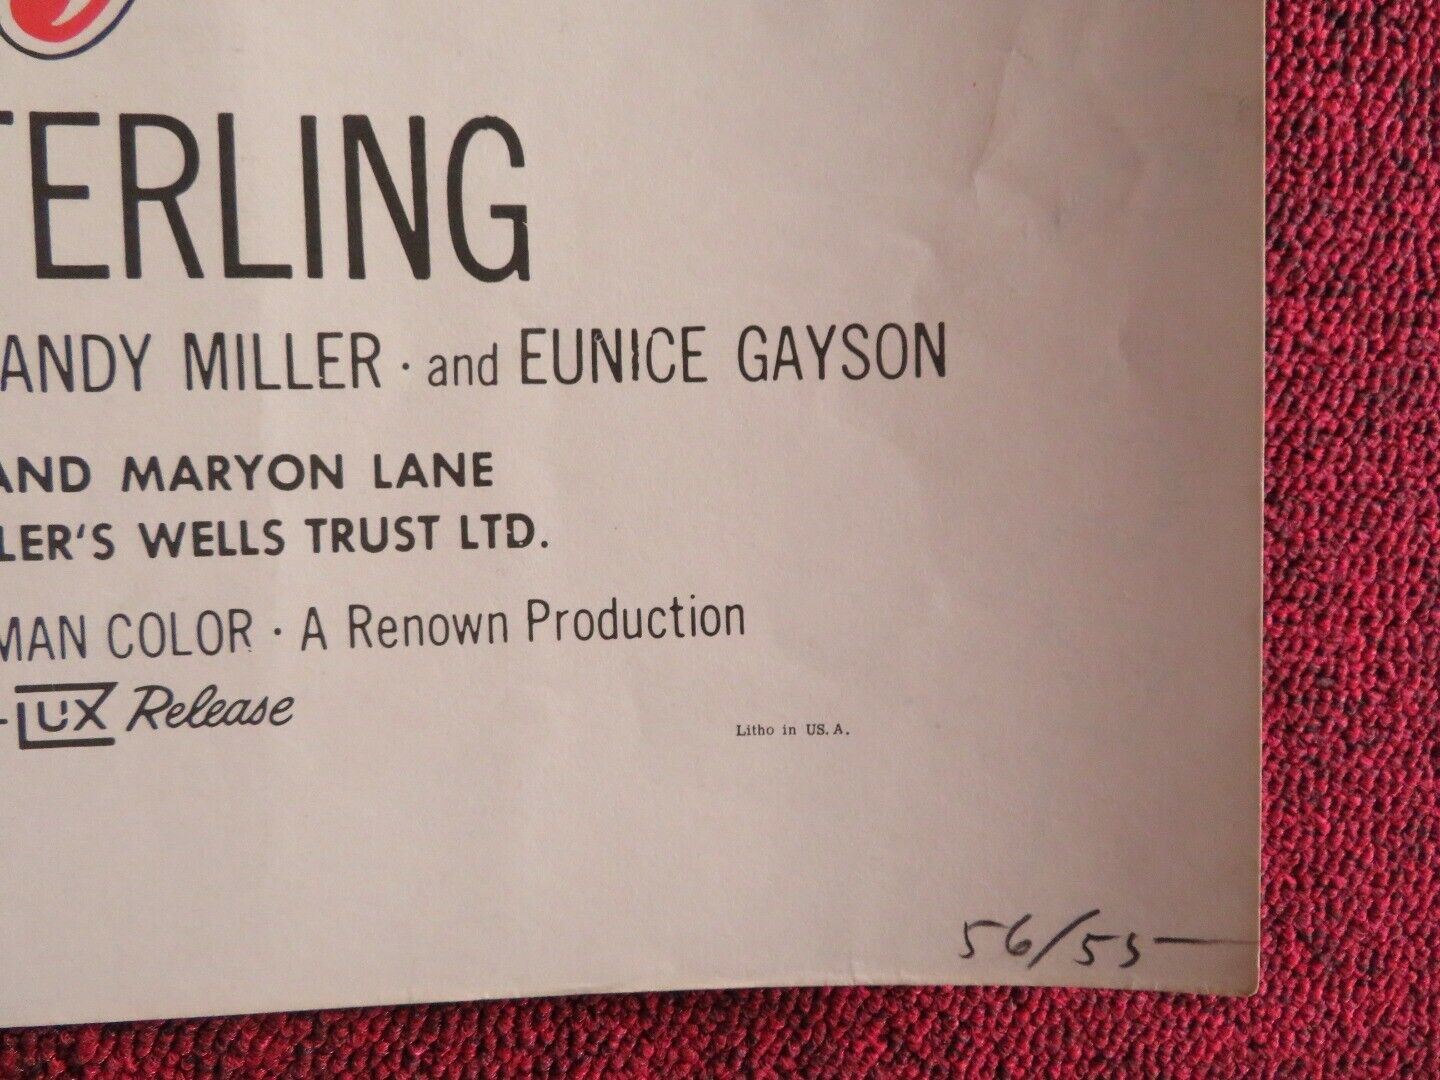 TERLING
ANDY MILLER · and EUNICE GAYSON
AND MARYON LANE
LER'S WELLS TRUST LTD.
MAN COLOR · A Renown Production
-LUX Release
Litho in US. A.
56/55